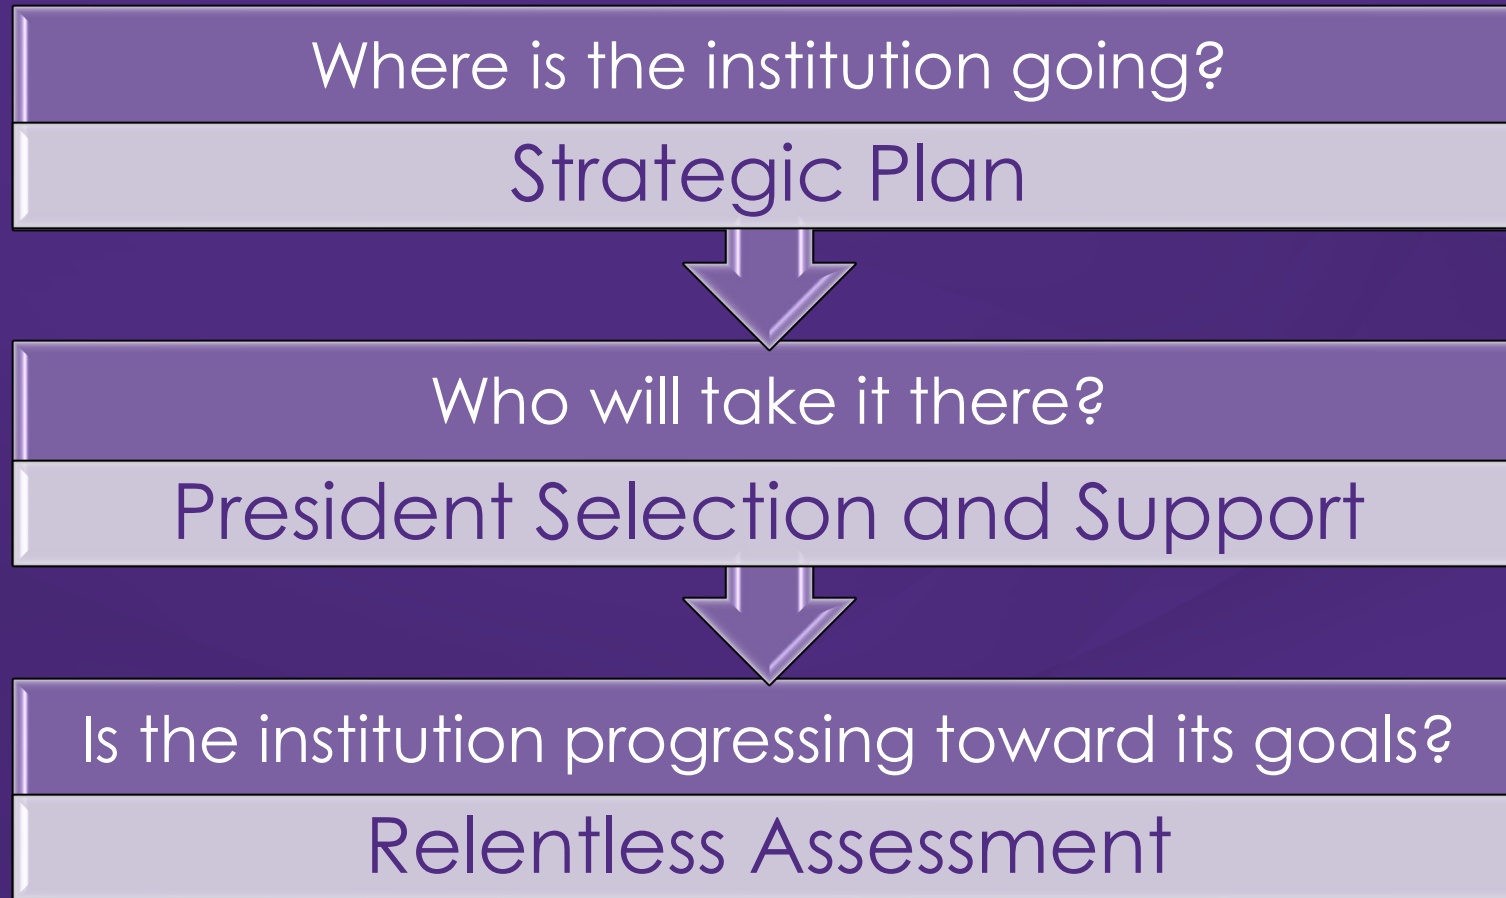 Where is the institution going?
Strategic Plan
Who will take it there?
President Selection and Support
Is the institution progressing toward its goals?
Relentless Assessment